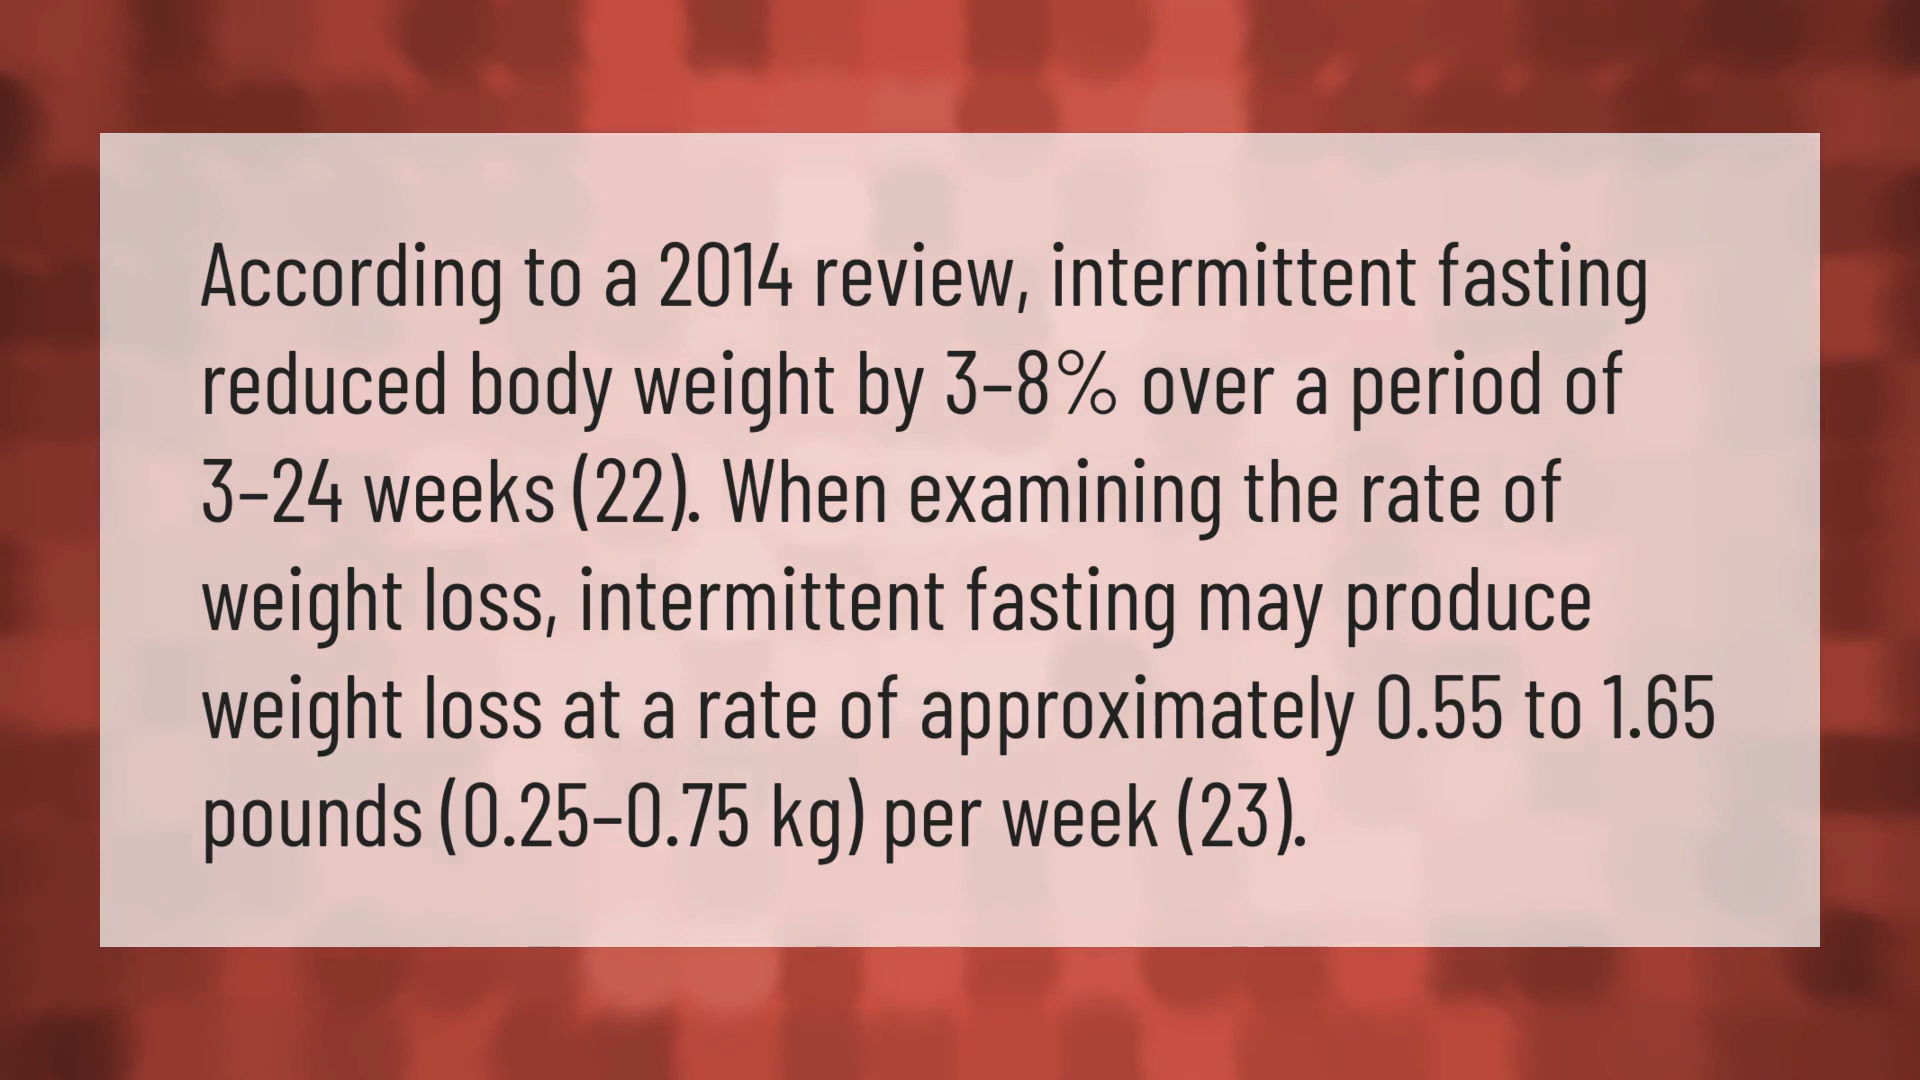 According to a 2014 review, intermittent fasting
reduced body weight by 3–8% over a period of
3–24 weeks (22). When examining the rate of
weight loss, intermittent fasting may produce
weight loss at a rate of approximately 0.55 to 1.65
pounds (0.25–0.75 kg) per week (23).